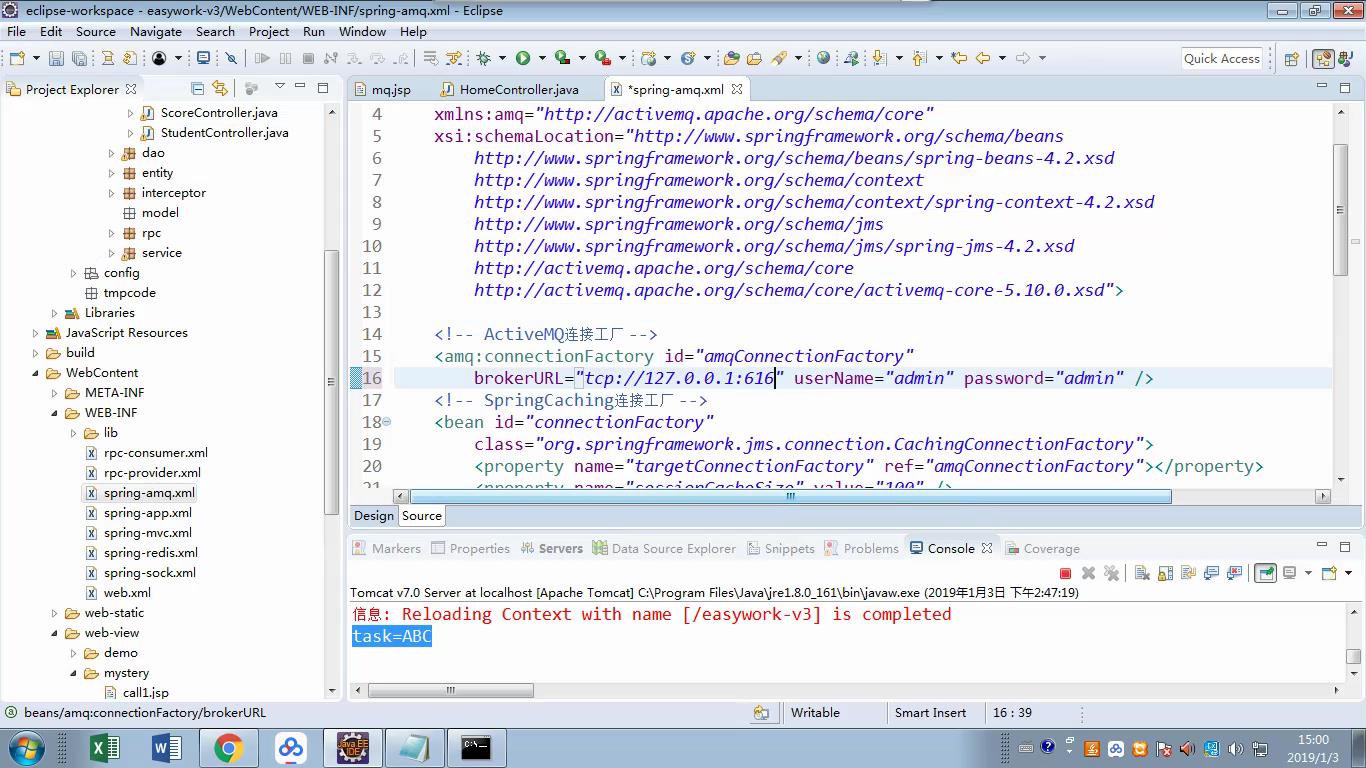 eclipse-workspace - easywork-v3/WebContent/WEB-INF/spring-amq.xml - Eclipse
File Edit Source Navigate Search Project Run Window Help
Quick Access
Project Explorer
mq.jsp HomeController.java *spring-amq.xml
ScoreController.java
StudentController.java
dao
entity
interceptor
model
rpc
service
config
tmpcode
Libraries
JavaScript Resources
build
WebContent
META-INF
WEB-INF
lib
rpc-consumer.xml
rpc-provider.xml
spring-amq.xml
spring-app.xml
spring-mvc.xml
spring-redis.xml
spring-sock.xml
web.xml
web-static
web-view
demo
mystery
call1.jsp
4 xmlns:amq="http://activemq.apache.org/schema/core"
5 xsi:schemaLocation="http://www.springframework.org/schema/beans
6 http://www.springframework.org/schema/beans/spring-beans-4.2.xsd
7 http://www.springframework.org/schema/context
8 http://www.springframework.org/schema/context/spring-context-4.2.xsd
9 http://www.springframework.org/schema/jms
10 http://www.springframework.org/schema/jms/spring-jms-4.2.xsd
11 http://activemq.apache.org/schema/core
12 http://activemq.apache.org/schema/core/activemq-core-5.10.0.xsd">
13
14 <!-- ActiveMQ连接工厂 -->
15 <amq:connectionFactory id="amqConnectionFactory"
16 brokerURL="tcp://127.0.0.1:616" userName="admin" password="admin" />
17 <!-- SpringCaching连接工厂 -->
18 <bean id="connectionFactory"
19 class="org.springframework.jms.connection.CachingConnectionFactory">
20 <property name="targetConnectionFactory" ref="amqConnectionFactory"></property>
21 <property name="sessionCacheSize" value="100" />
Design Source
Markers Properties Servers Data Source Explorer Snippets Problems Console Coverage
Tomcat v7.0 Server at localhost [Apache Tomcat] C:\Program Files\Java\jre1.8.0_161\bin\javaw.exe (2019年1月3日 下午2:47:19)
信息: Reloading Context with name [/easywork-v3] is completed
task=ABC
beans/amq:connectionFactory/brokerURL
Writable Smart Insert 16 : 39
15:00
2019/1/3